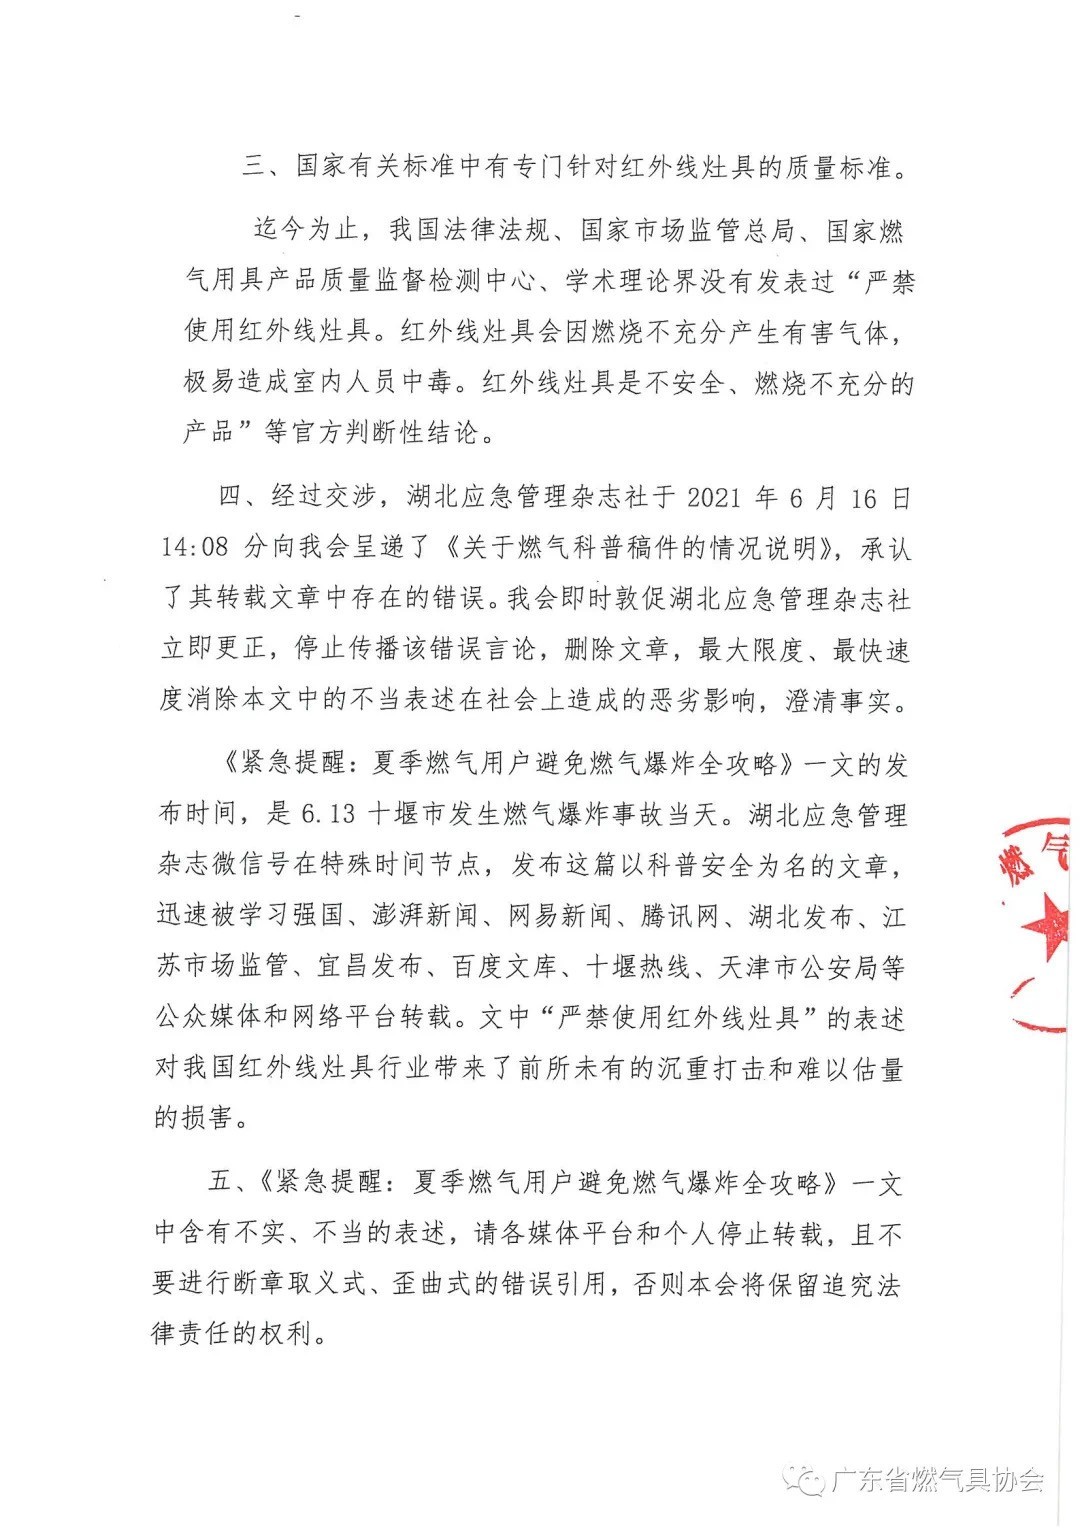 三、国家有关标准中有专门针对红外线灶具的质量标准。
迄今为止，我国法律法规、国家市场监管总局、国家燃
气用具产品质量监督检测中心、学术理论界没有发表过“严禁
使用红外线灶具。红外线灶具会因燃烧不充分产生有害气体，
极易造成室内人员中毒。红外线灶具是不安全、燃烧不充分的
产品”等官方判断性结论。
四、经过交涉，湖北应急管理杂志社于 2021 年 6 月 16 日
14:08 分向我会呈递了《关于燃气科普稿件的情况说明》，承认
了其转载文章中存在的错误。我会即时敦促湖北应急管理杂志社
立即更正，停止传播该错误言论，删除文章，最大限度、最快速
度消除本文中的不当表述在社会上造成的恶劣影响，澄清事实。
《紧急提醒：夏季燃气用户避免燃气爆炸全攻略》一文的发
布时间，是 6.13 十堰市发生燃气爆炸事故当天。湖北应急管理
杂志微信号在特殊时间节点，发布这篇以科普安全为名的文章，
迅速被学习强国、澎湃新闻、网易新闻、腾讯网、湖北发布、江
苏市场监管、宜昌发布、百度文库、十堰热线、天津市公安局等
公众媒体和网络平台转载。文中“严禁使用红外线灶具”的表述
对我国红外线灶具行业带来了前所未有的沉重打击和难以估量
的损害。
五、《紧急提醒：夏季燃气用户避免燃气爆炸全攻略》一文
中含有不实、不当的表述，请各媒体平台和个人停止转载，且不
要进行断章取义式、歪曲式的错误引用，否则本会将保留追究法
律责任的权利。
燃气
广东省燃气具协会